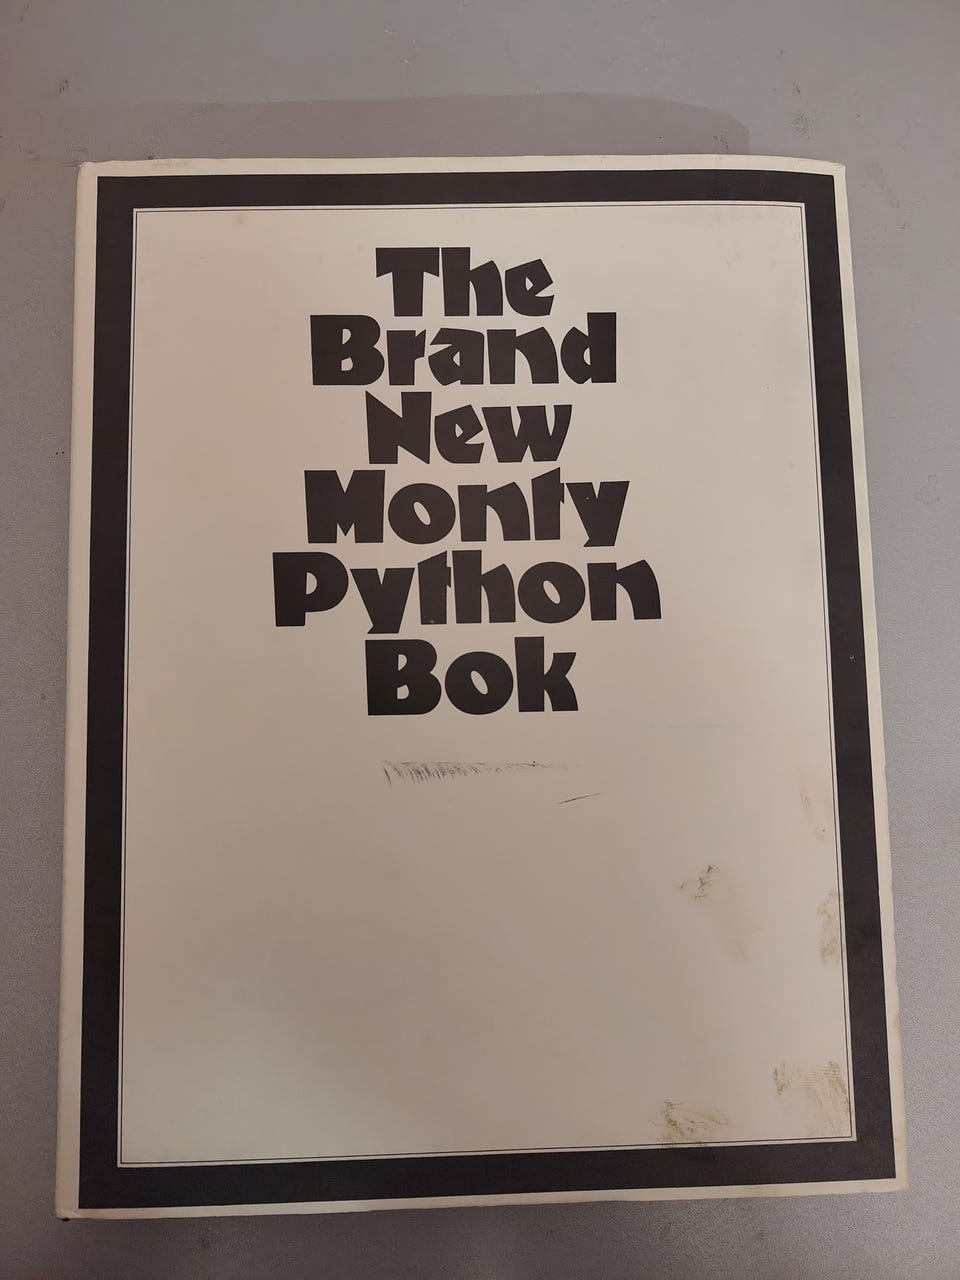 The
Brand
New
Monty
Python
Bok